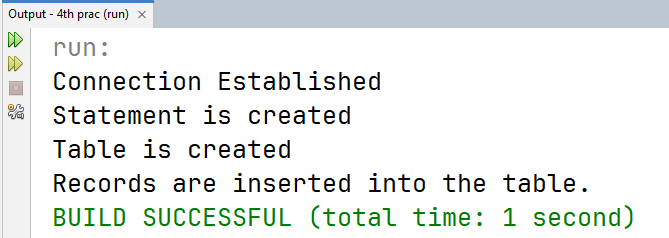 Output - 4th prac (run) ×
run:
Connection Established
Statement is created
Table is created
Records are inserted into the table.
BUILD SUCCESSFUL (total time: 1 second)